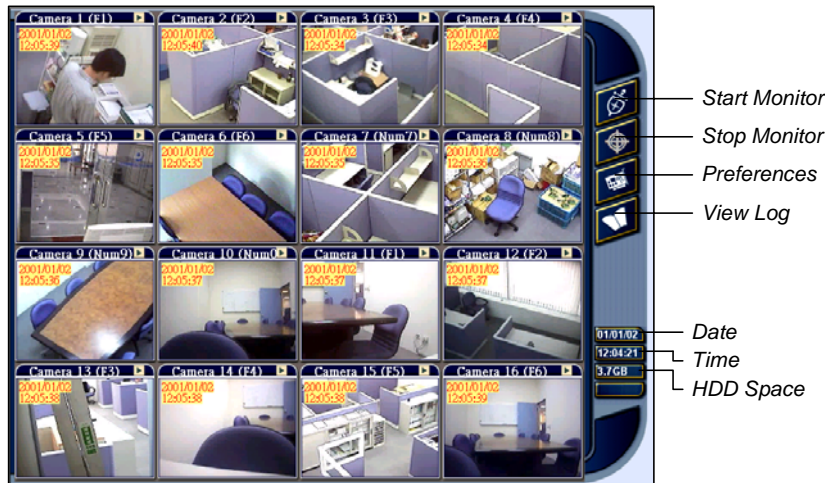 Camera 1 (F1)
2001/01/02
12:05:39
Camera 2 (F2)
2001/01/02
12:05:40
Camera 3 (F3)
2001/01/02
12:05:34
Camera 4 (F4)
2001/01/02
12:05:34
Camera 5 (F5)
2001/01/02
12:05:35
Camera 6 (F6)
2001/01/02
12:05:35
Camera 7 (Num7)
2001/01/02
12:05:35
Camera 8 (Num8)
2001/01/02
12:05:36
Camera 9 (Num9)
2001/01/02
12:05:36
Camera 10 (Num0
2001/01/02
12:05:37
Camera 11 (F1)
2001/01/02
12:05:37
Camera 12 (F2)
2001/01/02
12:05:37
Camera 13 (F3)
2001/01/02
12:05:38
Camera 14 (F4)
2001/01/02
12:05:38
Camera 15 (F5)
2001/01/02
12:05:38
Camera 16 (F6)
2001/01/02
12:05:39
Start Monitor
Stop Monitor
Preferences
View Log
01/01/02
Date
12:04:21
Time
3.7GB
HDD Space